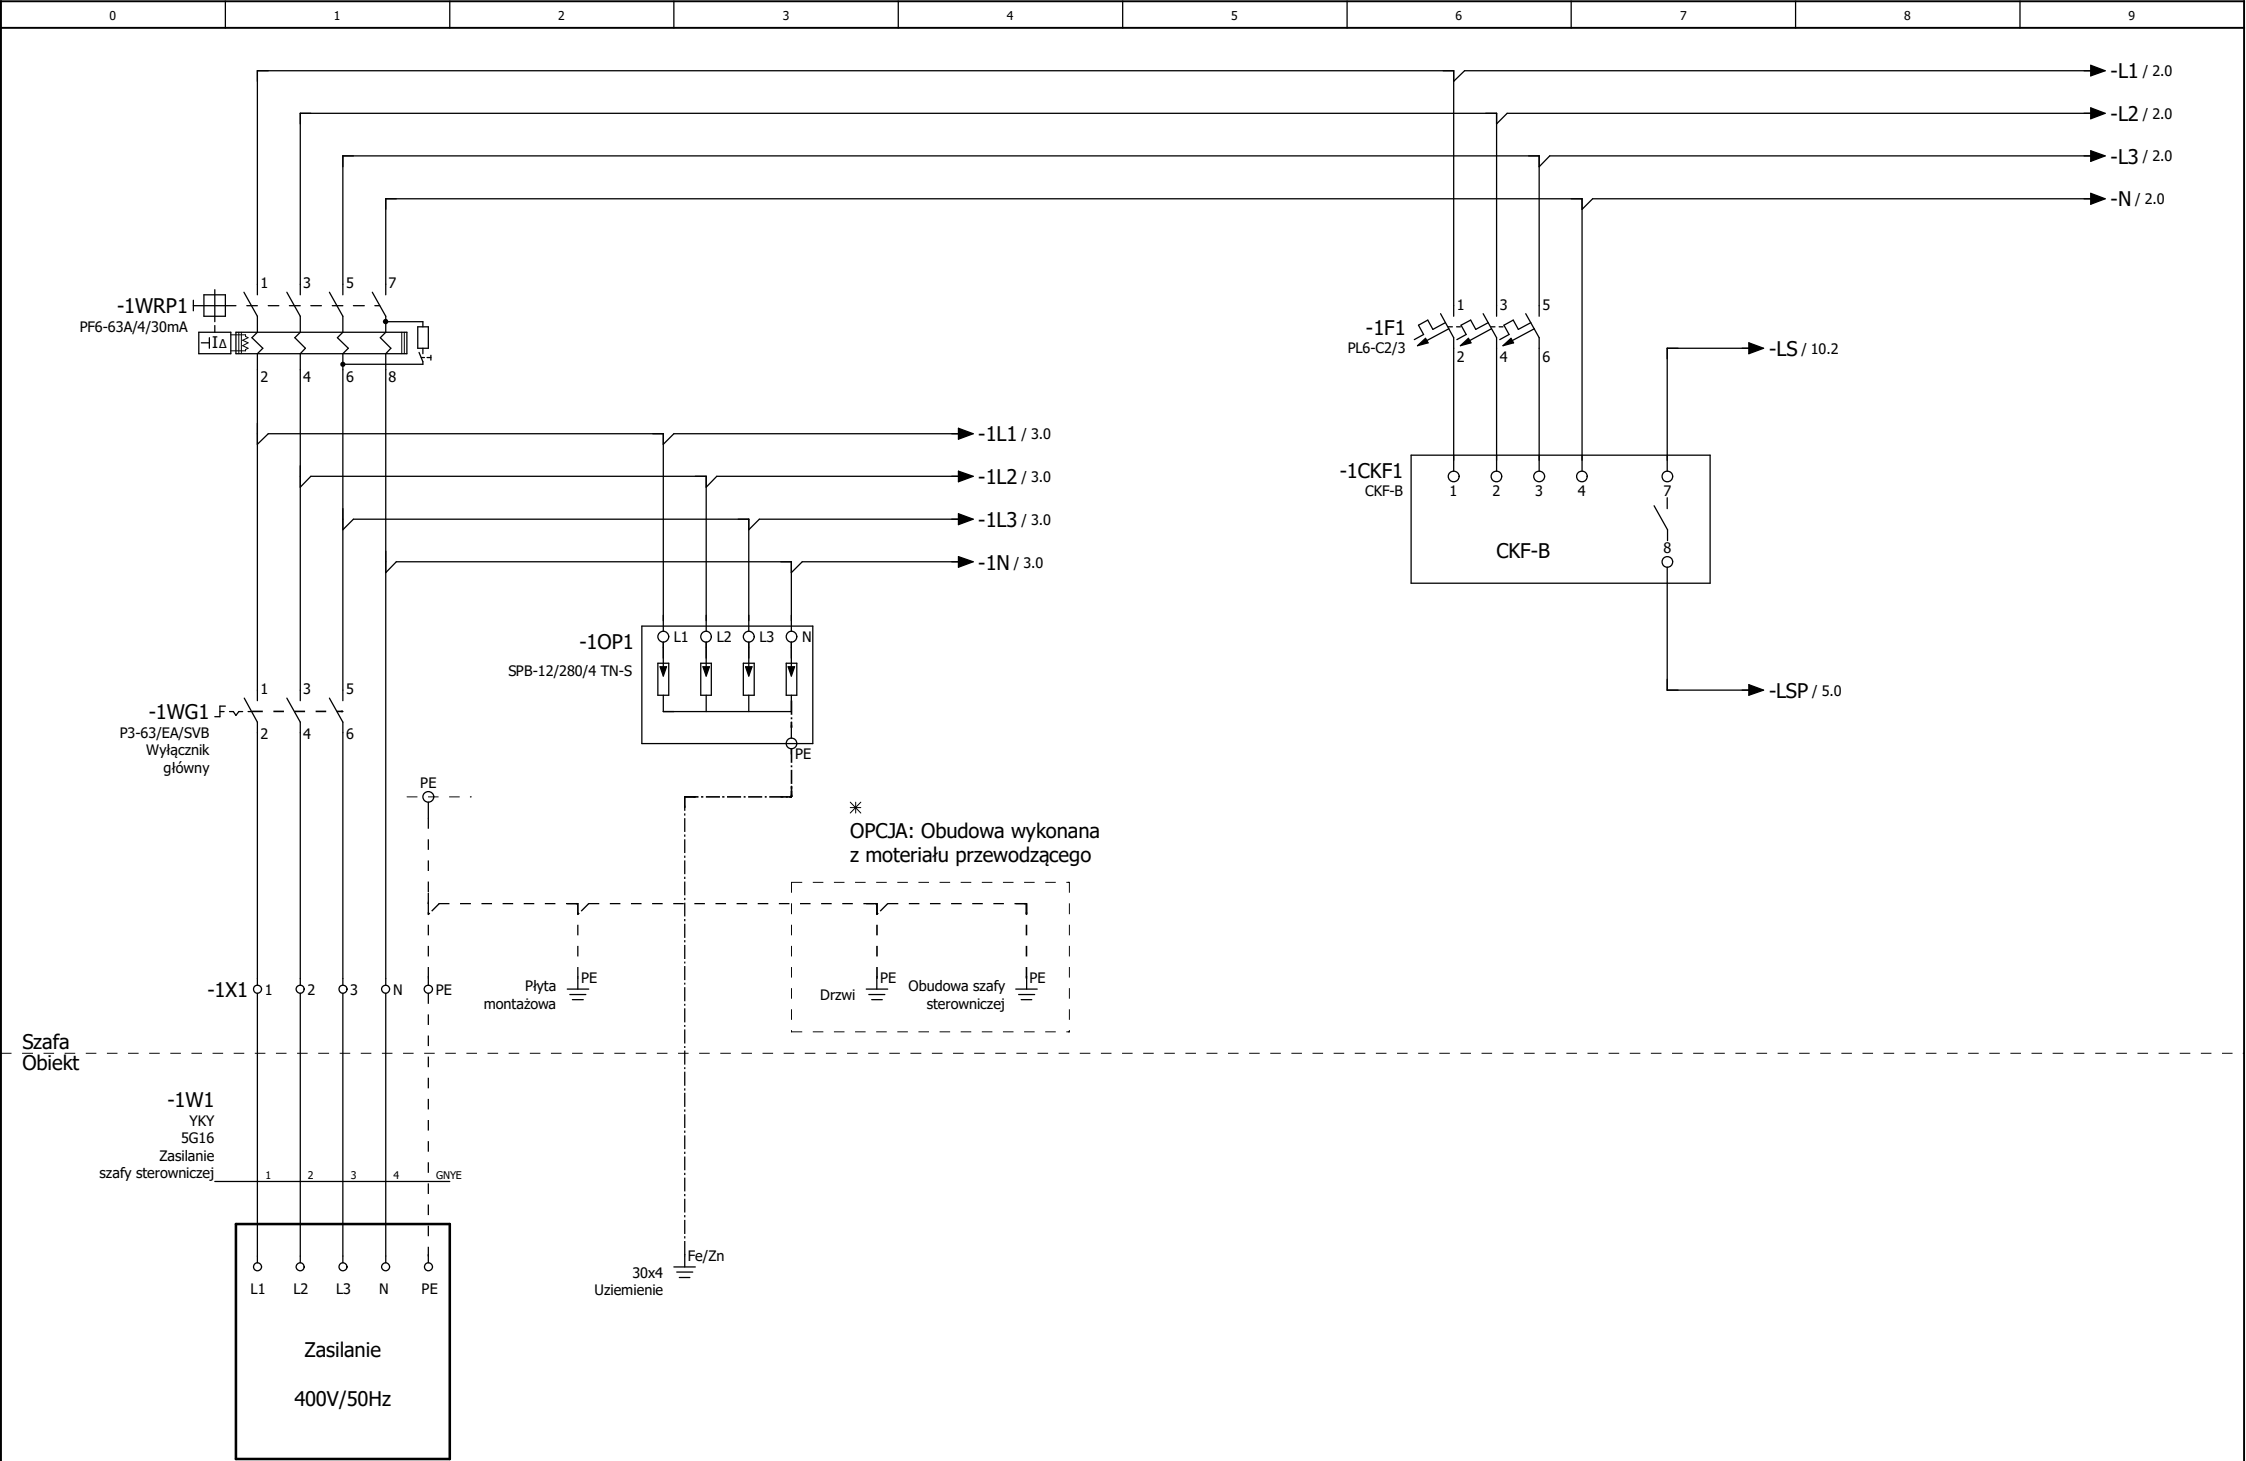 0 1 2 3 4 5 6 7 8 9
-L1 / 2.0
-L2 / 2.0
-L3 / 2.0
-N / 2.0
1 3 5 7
-1WRP1
PF6-63A/4/30mA
I∆
2 4 6 8
1 3 5
-1F1
PL6-C2/3
2 4 6
-LS / 10.2
-1L1 / 3.0
-1L2 / 3.0
-1L3 / 3.0
-1N / 3.0
-1CKF1
CKF-B
1 2 3 4 7
CKF-B
8
-LSP / 5.0
-1OP1
SPB-12/280/4 TN-S
L1 L2 L3 N
PE
1 3 5
-1WG1
P3-63/EA/SVB
Wyłącznik
główny
2 4 6
PE
*
OPCJA: Obudowa wykonana
z moteriału przewodzącego
-1X1 1 2 3 N PE
Płyta
montażowa
PE
Drzwi
PE
Obudowa szafy
sterowniczej
PE
Szafa
Obiekt
-1W1
YKY
5G16
Zasilanie
szafy sterowniczej
1 2 3 4 GNYE
Fe/Zn
30x4
Uziemienie
L1 L2 L3 N PE
Zasilanie
400V/50Hz